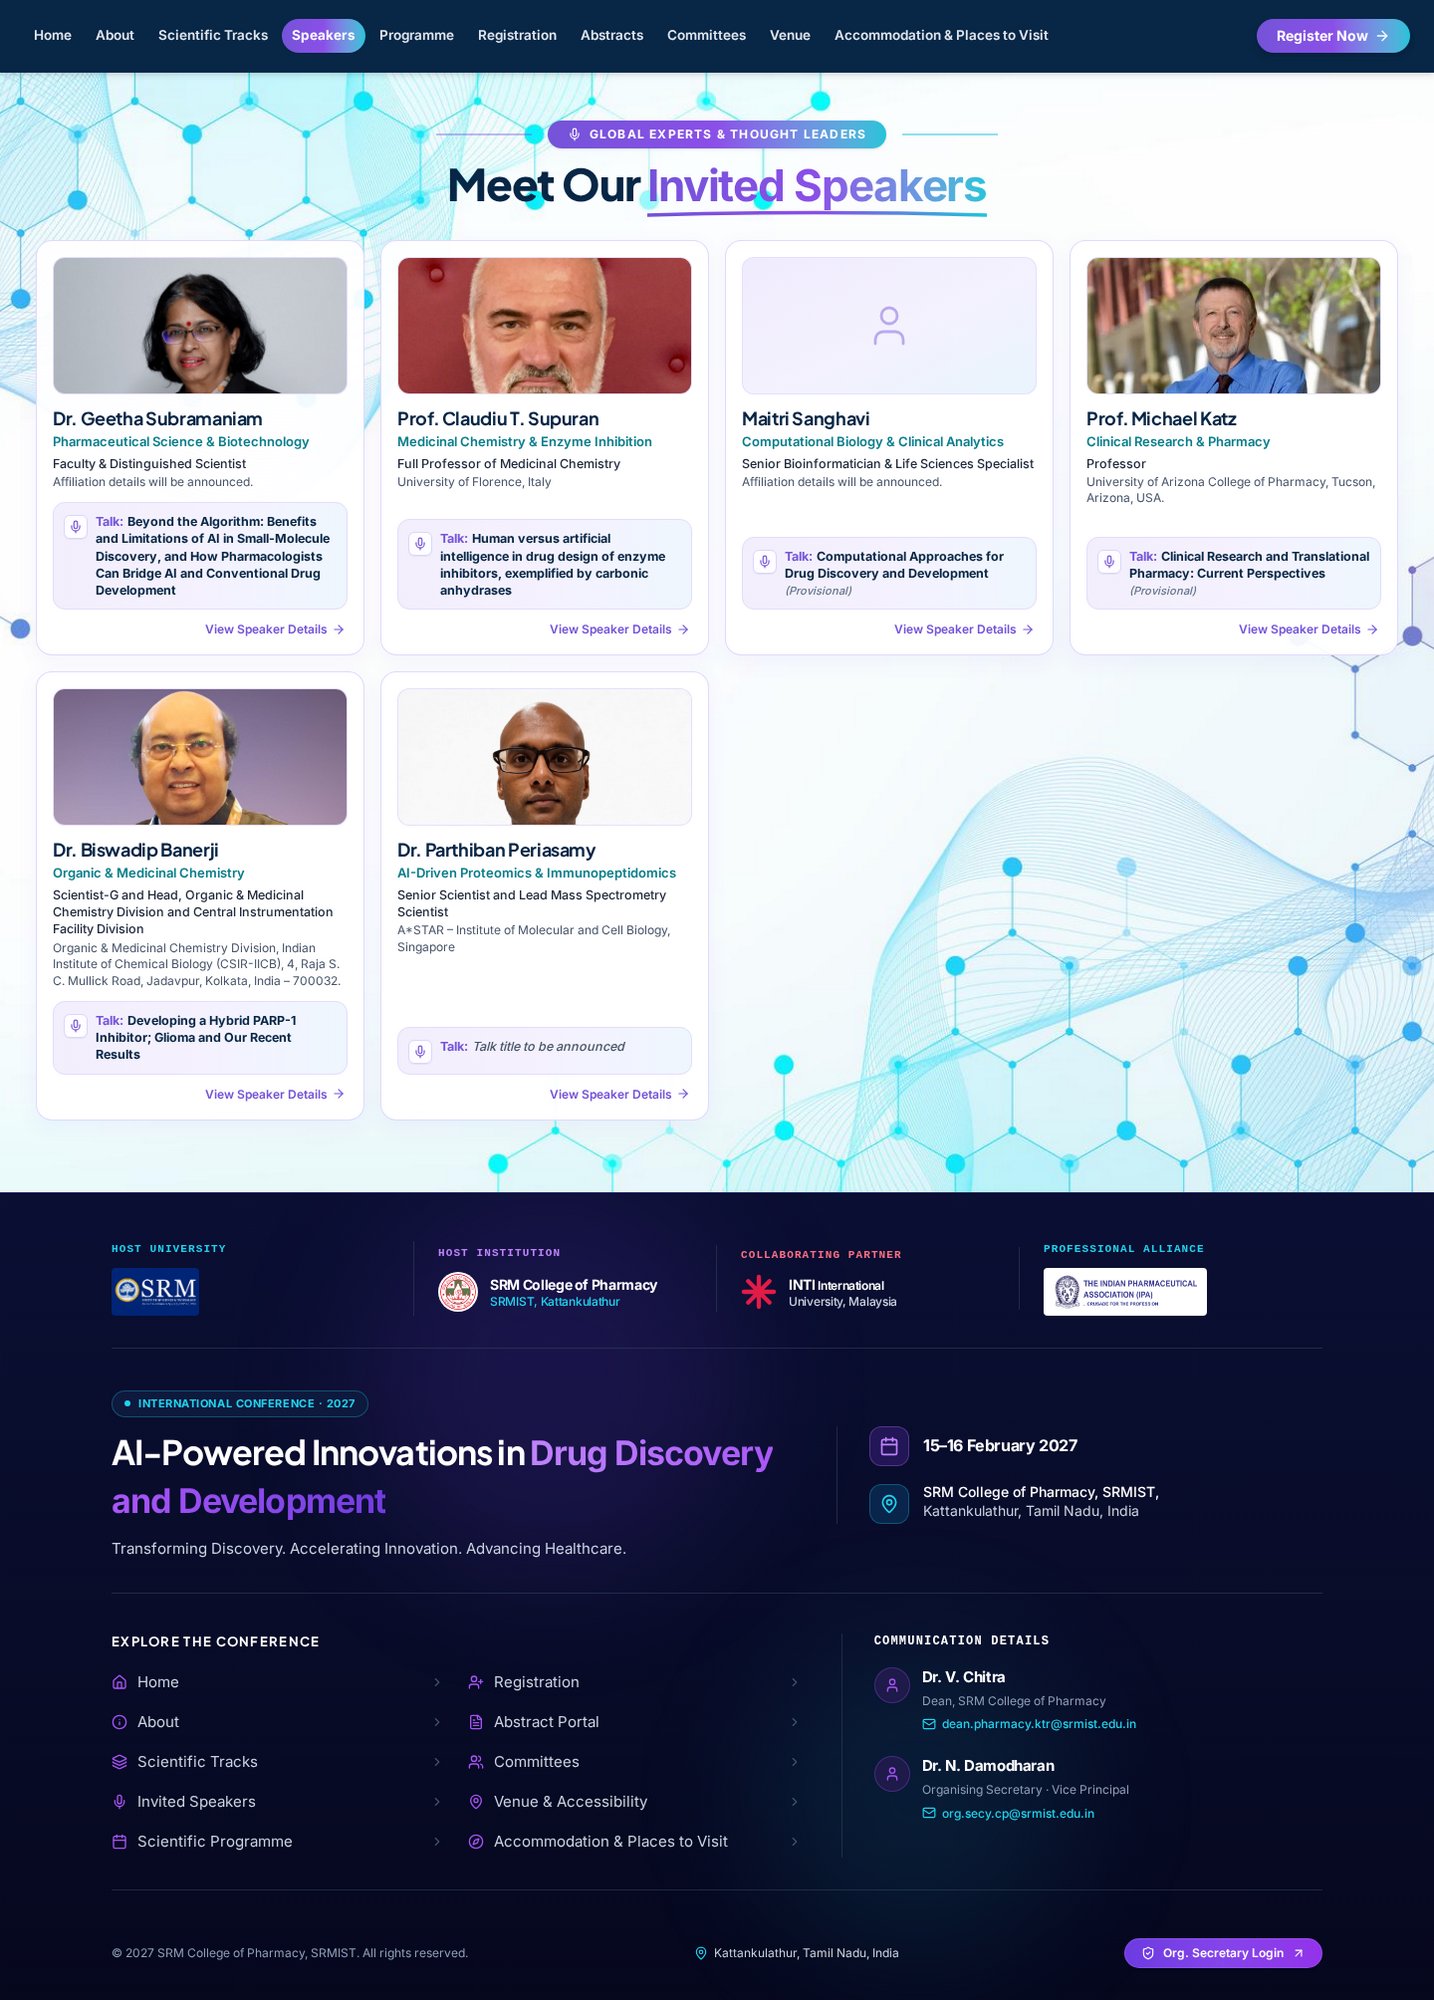 Home About Scientific Tracks Speakers Programme Registration Abstracts Committees Venue Accommodation & Places to Visit Register Now
GLOBAL EXPERTS & THOUGHT LEADERS
Meet Our Invited Speakers
Dr. Geetha Subramaniam
Pharmaceutical Science & Biotechnology
Faculty & Distinguished Scientist
Affiliation details will be announced.
Talk: Beyond the Algorithm: Benefits
and Limitations of AI in Small-Molecule
Discovery, and How Pharmacologists
Can Bridge AI and Conventional Drug
Development
View Speaker Details
Prof. Claudiu T. Supuran
Medicinal Chemistry & Enzyme Inhibition
Full Professor of Medicinal Chemistry
University of Florence, Italy
Talk: Human versus artificial
intelligence in drug design of enzyme
inhibitors, exemplified by carbonic
anhydrases
View Speaker Details
Maitri Sanghavi
Computational Biology & Clinical Analytics
Senior Bioinformatician & Life Sciences Specialist
Affiliation details will be announced.
Talk: Computational Approaches for
Drug Discovery and Development
(Provisional)
View Speaker Details
Prof. Michael Katz
Clinical Research & Pharmacy
Professor
University of Arizona College of Pharmacy, Tucson,
Arizona, USA.
Talk: Clinical Research and Translational
Pharmacy: Current Perspectives
(Provisional)
View Speaker Details
Dr. Biswadip Banerji
Organic & Medicinal Chemistry
Scientist-G and Head, Organic & Medicinal
Chemistry Division and Central Instrumentation
Facility Division
Organic & Medicinal Chemistry Division, Indian
Institute of Chemical Biology (CSIR-IICB), 4, Raja S.
C. Mullick Road, Jadavpur, Kolkata, India – 700032.
Talk: Developing a Hybrid PARP-1
Inhibitor; Glioma and Our Recent
Results
View Speaker Details
Dr. Parthiban Periasamy
AI-Driven Proteomics & Immunopeptidomics
Senior Scientist and Lead Mass Spectrometry
Scientist
A*STAR – Institute of Molecular and Cell Biology,
Singapore
Talk: Talk title to be announced
View Speaker Details
HOST UNIVERSITY
SRM
HOST INSTITUTION
SRM College of Pharmacy
SRMIST, Kattankulathur
COLLABORATING PARTNER
INTI International
University, Malaysia
PROFESSIONAL ALLIANCE
THE INDIAN PHARMACEUTICAL
ASSOCIATION (IPA)
... CRUSADE FOR THE PROFESSION
INTERNATIONAL CONFERENCE · 2027
AI-Powered Innovations in Drug Discovery
and Development
Transforming Discovery. Accelerating Innovation. Advancing Healthcare.
15–16 February 2027
SRM College of Pharmacy, SRMIST,
Kattankulathur, Tamil Nadu, India
EXPLORE THE CONFERENCE
Home
About
Scientific Tracks
Invited Speakers
Scientific Programme
Registration
Abstract Portal
Committees
Venue & Accessibility
Accommodation & Places to Visit
COMMUNICATION DETAILS
Dr. V. Chitra
Dean, SRM College of Pharmacy
dean.pharmacy.ktr@srmist.edu.in
Dr. N. Damodharan
Organising Secretary · Vice Principal
org.secy.cp@srmist.edu.in
© 2027 SRM College of Pharmacy, SRMIST. All rights reserved.
Kattankulathur, Tamil Nadu, India
Org. Secretary Login